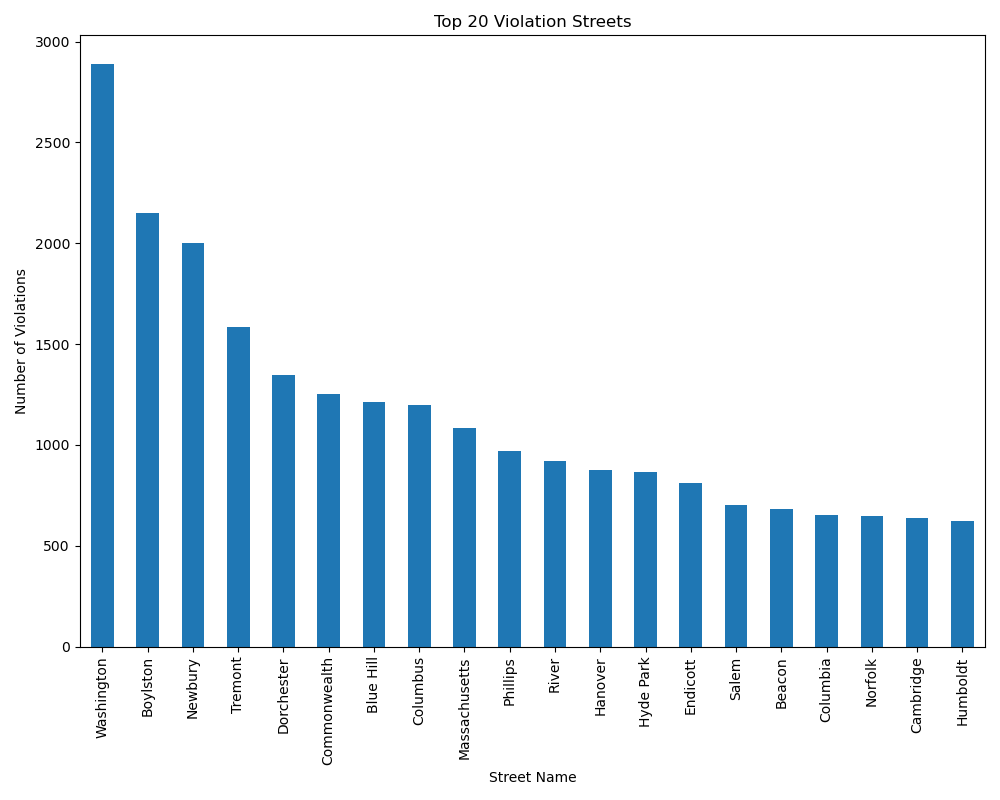 Top 20 Violation Streets
Number of Violations
3000
2500
2000
1500
1000
500
0
Washington
Boylston
Newbury
Tremont
Dorchester
Commonwealth
Blue Hill
Columbus
Massachusetts
Phillips
River
Hanover
Hyde Park
Endicott
Salem
Beacon
Columbia
Norfolk
Cambridge
Humboldt
Street Name